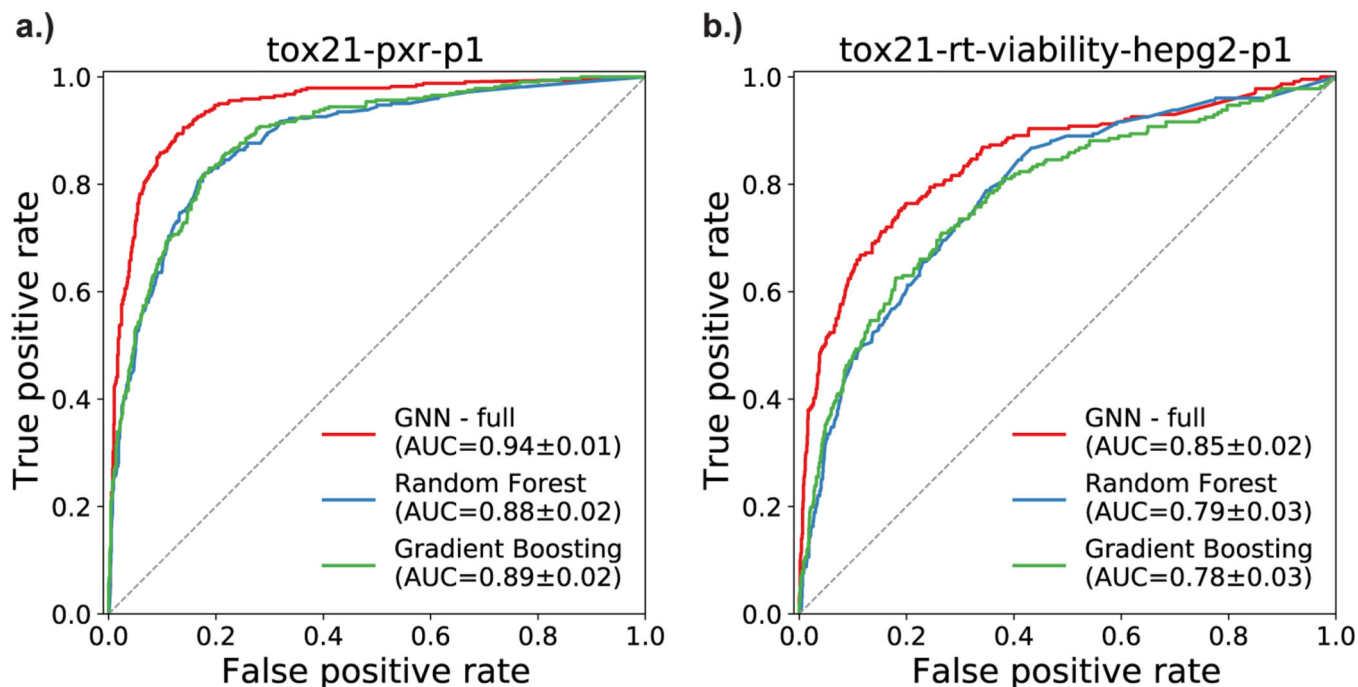 a.)
tox21-pxr-p1
True positive rate
1.0
0.8
0.6
0.4
0.2
0.0
GNN - full
(AUC=0.94±0.01)
Random Forest
(AUC=0.88±0.02)
Gradient Boosting
(AUC=0.89±0.02)
0.0 0.2 0.4 0.6 0.8 1.0
False positive rate
b.)
tox21-rt-viability-hepg2-p1
True positive rate
1.0
0.8
0.6
0.4
0.2
0.0
GNN - full
(AUC=0.85±0.02)
Random Forest
(AUC=0.79±0.03)
Gradient Boosting
(AUC=0.78±0.03)
0.0 0.2 0.4 0.6 0.8 1.0
False positive rate